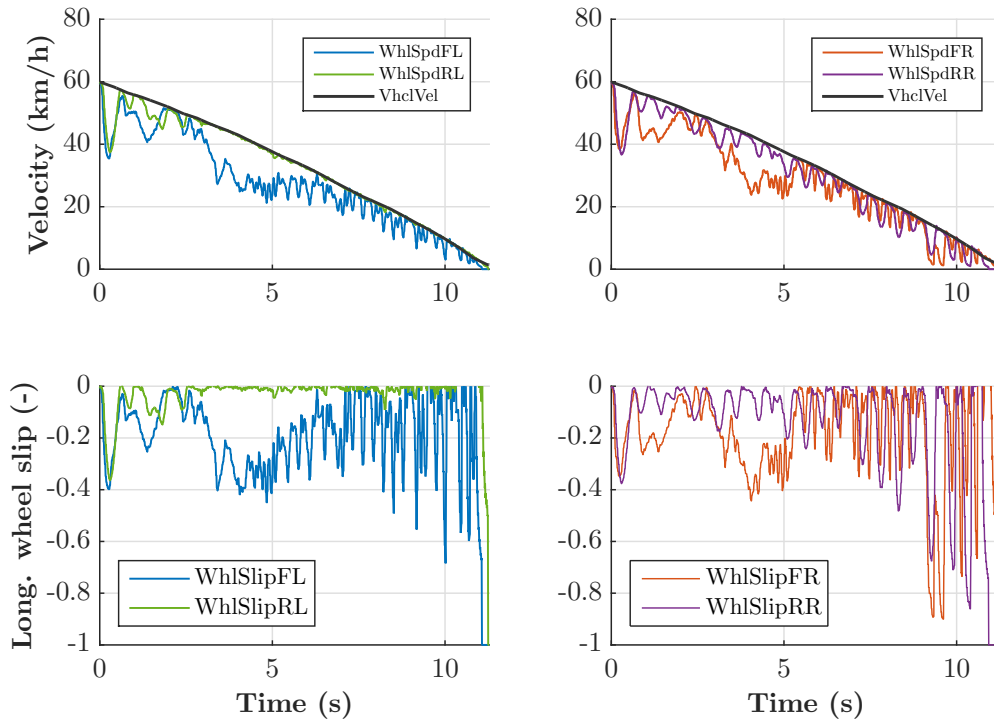 80
60
40
20
0
Velocity (km/h)
WhlSpdFL
WhlSpdRL
VhclVel
0 5 10
80
60
40
20
0
WhlSpdFR
WhlSpdRR
VhclVel
0 5 10
0
-0.2
-0.4
-0.6
-0.8
-1
Long. wheel slip (-)
WhlSlipFL
WhlSlipRL
0 5 10
Time (s)
0
-0.2
-0.4
-0.6
-0.8
-1
WhlSlipFR
WhlSlipRR
0 5 10
Time (s)